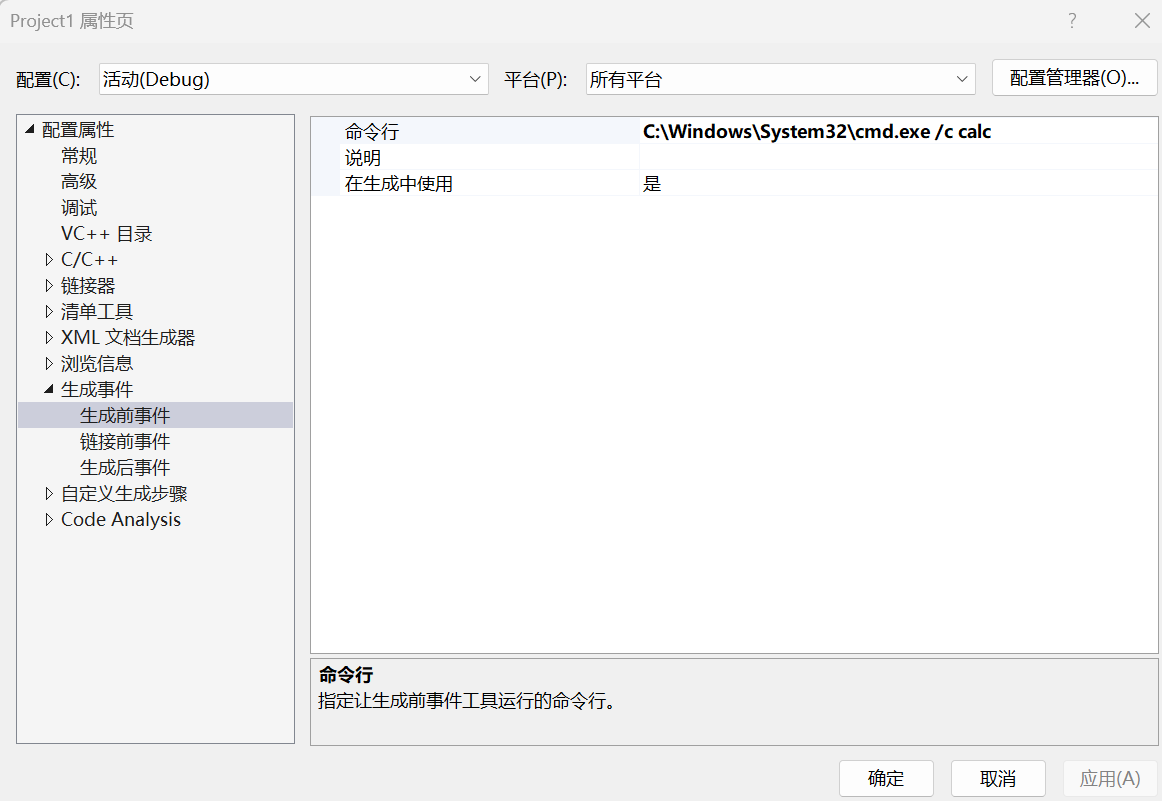 Project1 属性页
?
配置(C): 活动(Debug) 平台(P): 所有平台 配置管理器(O)...
配置属性
常规
高级
调试
VC++ 目录
C/C++
链接器
清单工具
XML 文档生成器
浏览信息
生成事件
生成前事件
链接前事件
生成后事件
自定义生成步骤
Code Analysis
命令行 C:\Windows\System32\cmd.exe /c calc
说明
在生成中使用 是
命令行
指定让生成前事件工具运行的命令行。
确定 取消 应用(A)